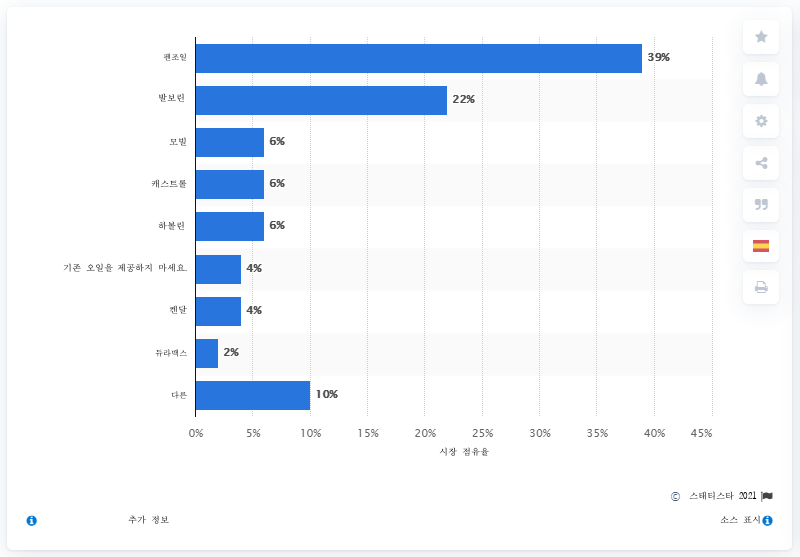 펜조일 39%
발보린 22%
모빌 6%
캐스트롤 6%
하볼린 6%
기존 오일을 제공하지 마세요. 4%
켄달 4%
듀라맥스 2%
다른 10%
0% 5% 10% 15% 20% 25% 30% 35% 40% 45%
시장 점유율
© 스태티스타 2021
추가 정보 소스 표시